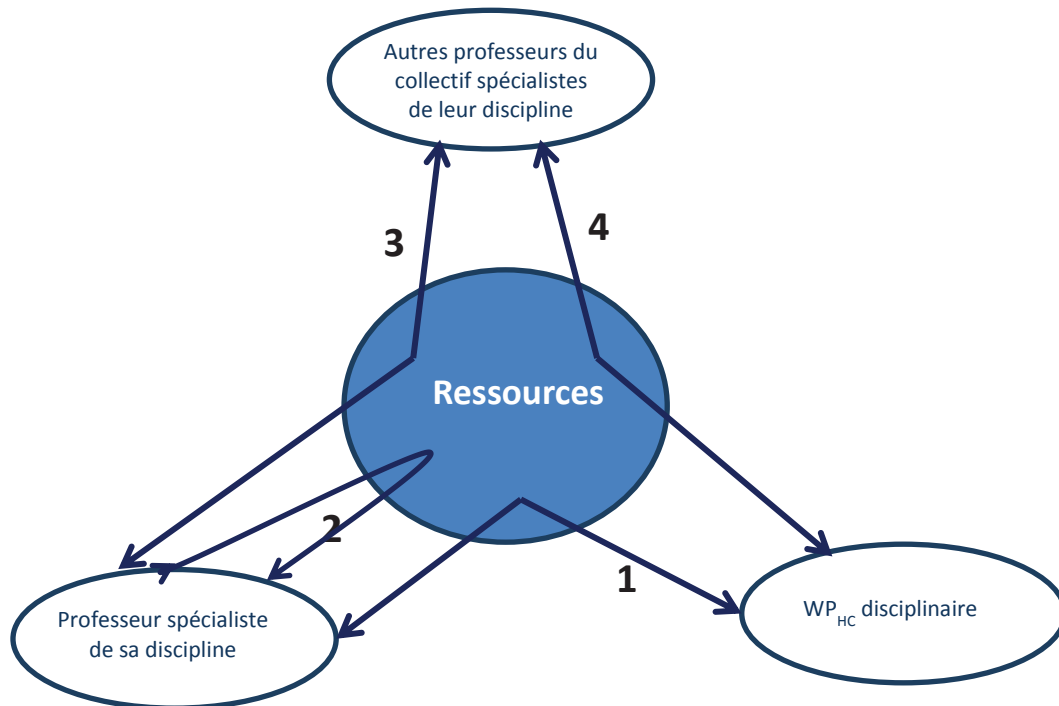 Autres professeurs du
collectif spécialistes
de leur discipline
3
4
Ressources
2
1
Professeur spécialiste
de sa discipline
WP_HC disciplinaire